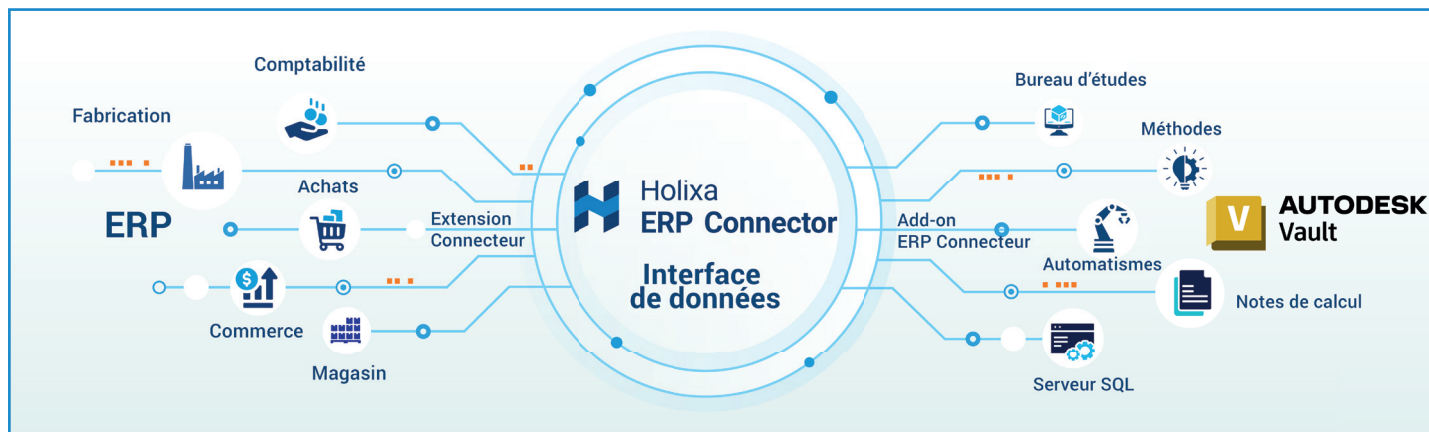 Comptabilité
Fabrication
Achats
ERP
Extension
Connecteur
$
Commerce
Magasin
Holixa
ERP Connector
Interface
de données
Bureau d'études
Méthodes
Add-on
ERP Connecteur
Automatismes
V
AUTODESK
Vault
Notes de calcul
Serveur SQL